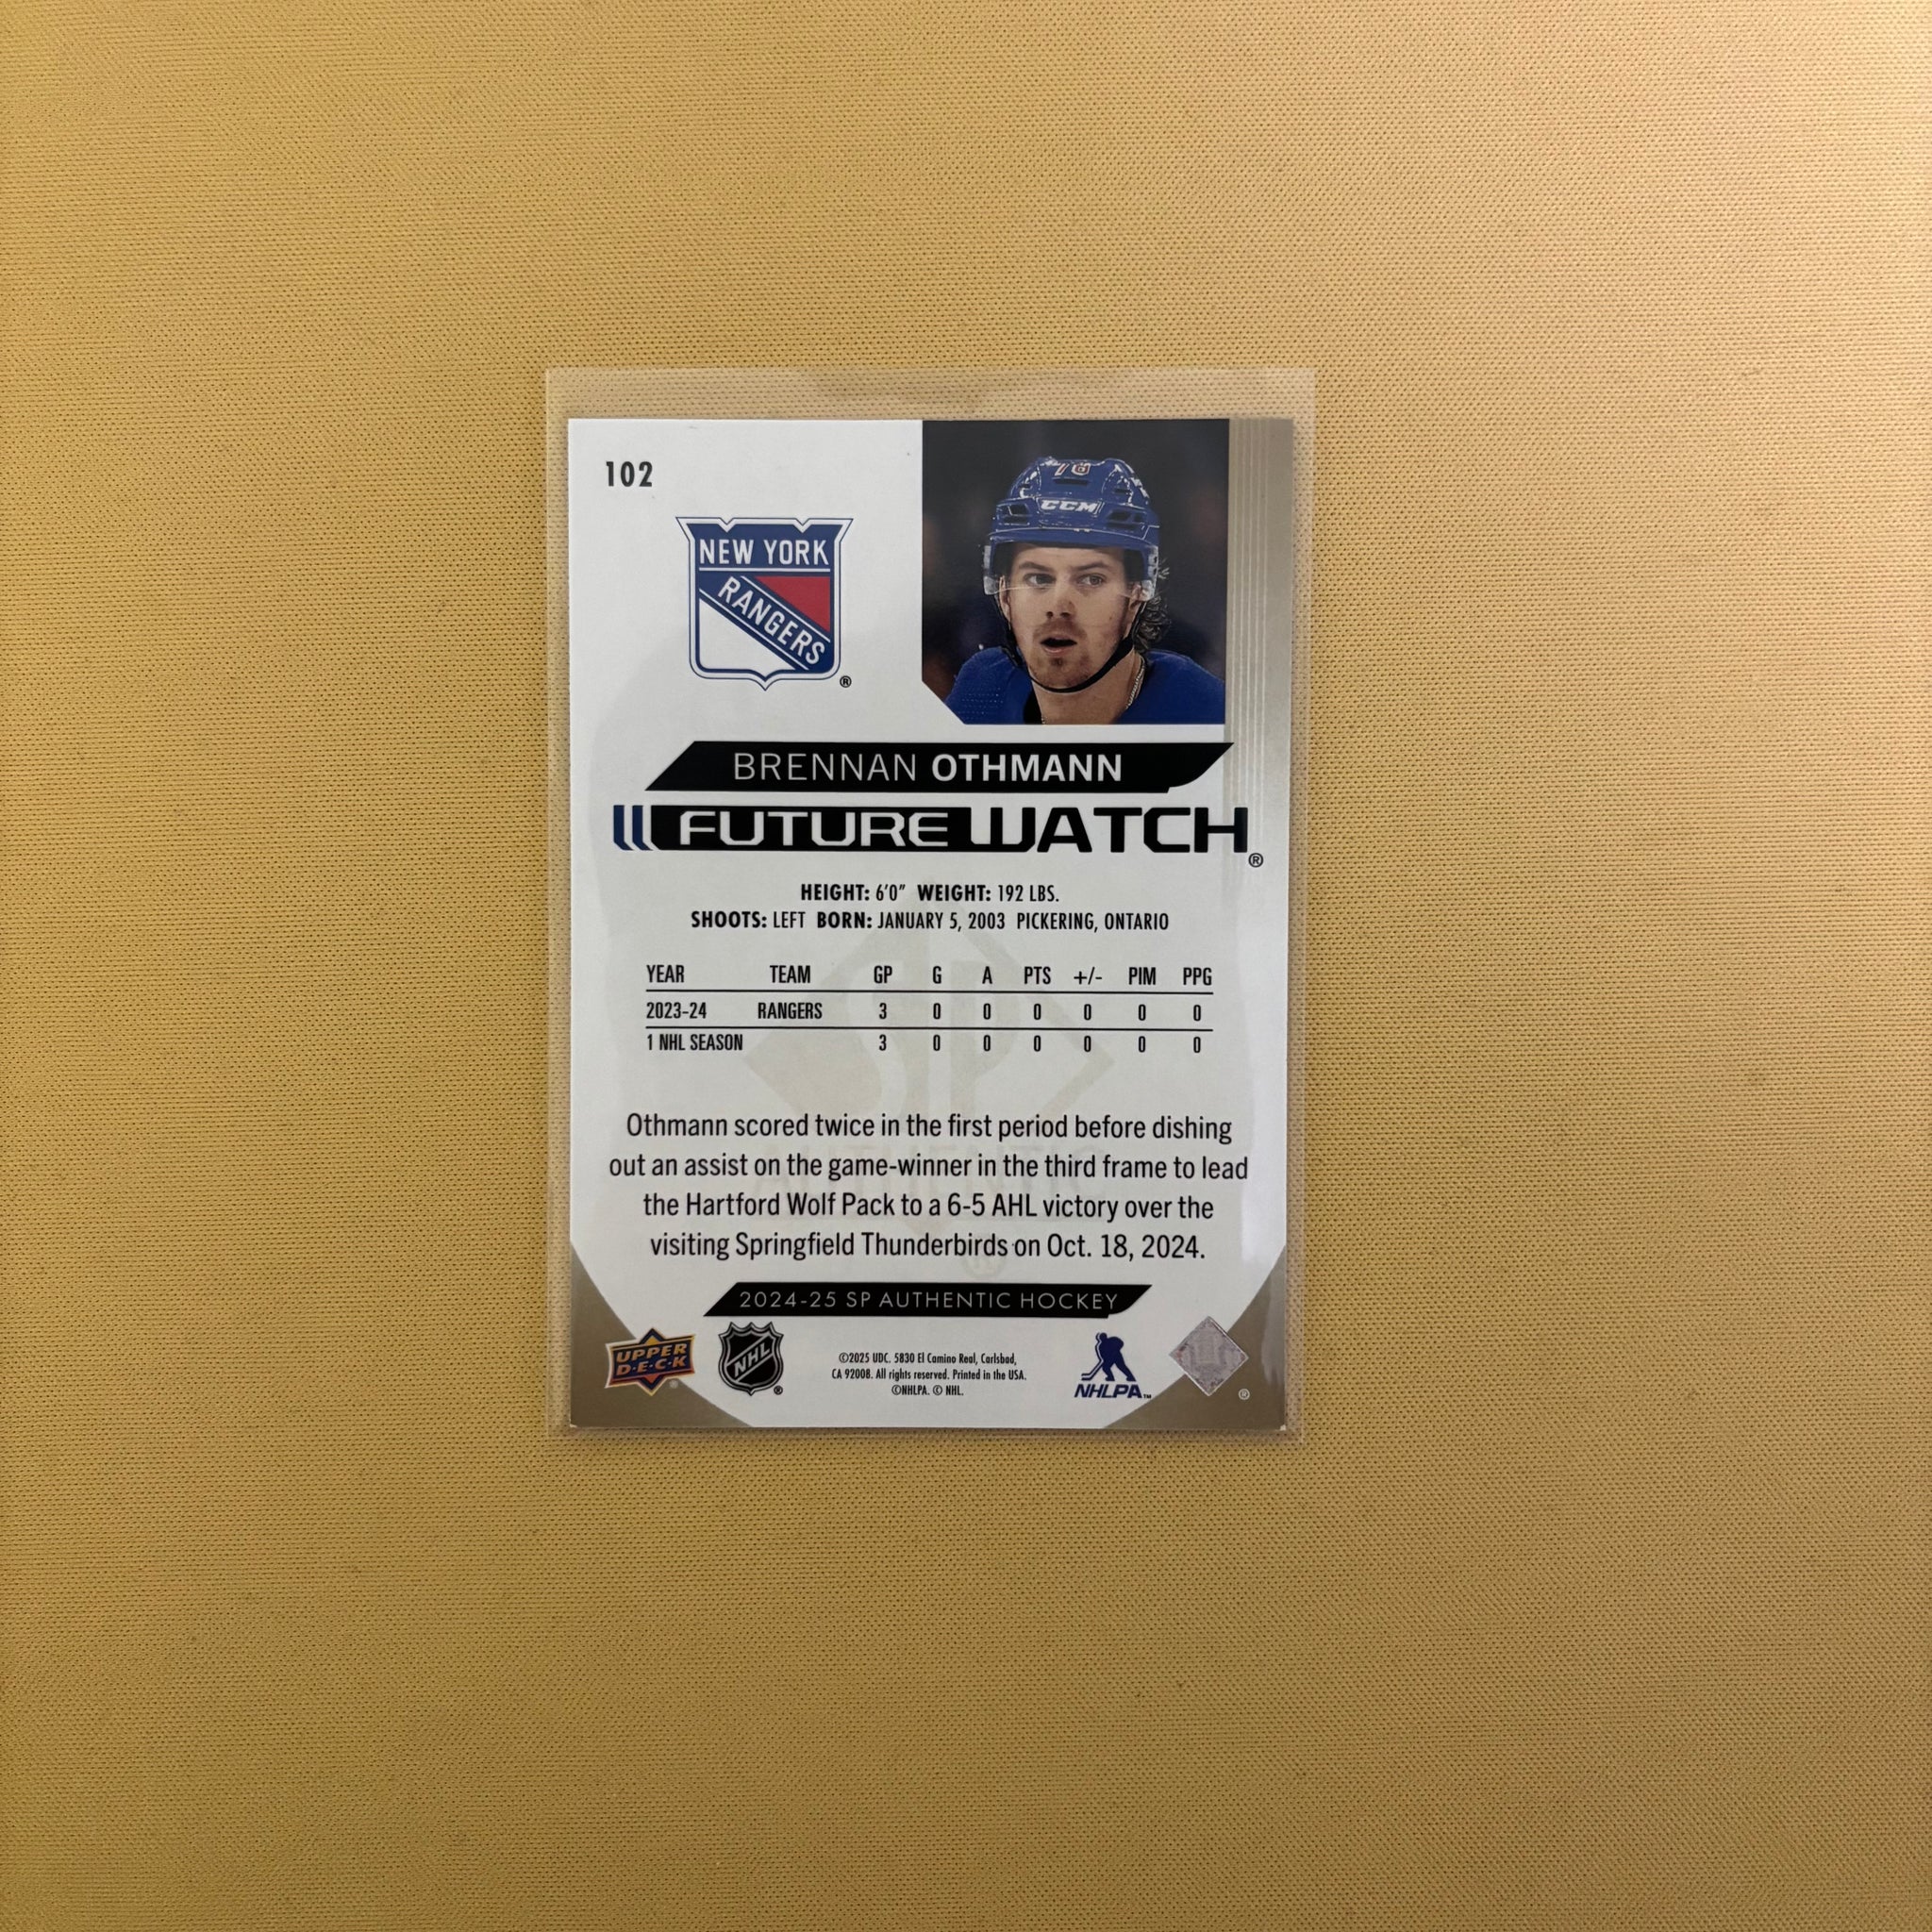 102
NEW YORK
RANGERS
®
78
CCM
BRENNAN OTHMANN
FUTURE WATCH®
HEIGHT: 6'0" WEIGHT: 192 LBS.
SHOOTS: LEFT BORN: JANUARY 5, 2003 PICKERING, ONTARIO
YEAR TEAM GP G A PTS +/- PIM PPG
2023-24 RANGERS 3 0 0 0 0 0 0
1 NHL SEASON 3 0 0 0 0 0 0
SP
AUTHENTIC
®
Othmann scored twice in the first period before dishing
out an assist on the game-winner in the third frame to lead
the Hartford Wolf Pack to a 6-5 AHL victory over the
visiting Springfield Thunderbirds on Oct. 18, 2024.
2024-25 SP AUTHENTIC HOCKEY
UPPER
D·E·C·K
NHL
®
©2025 UDC. 5830 El Camino Real, Carlsbad,
CA 92008. All rights reserved. Printed in the USA.
©NHLPA. © NHL.
NHLPA™
®